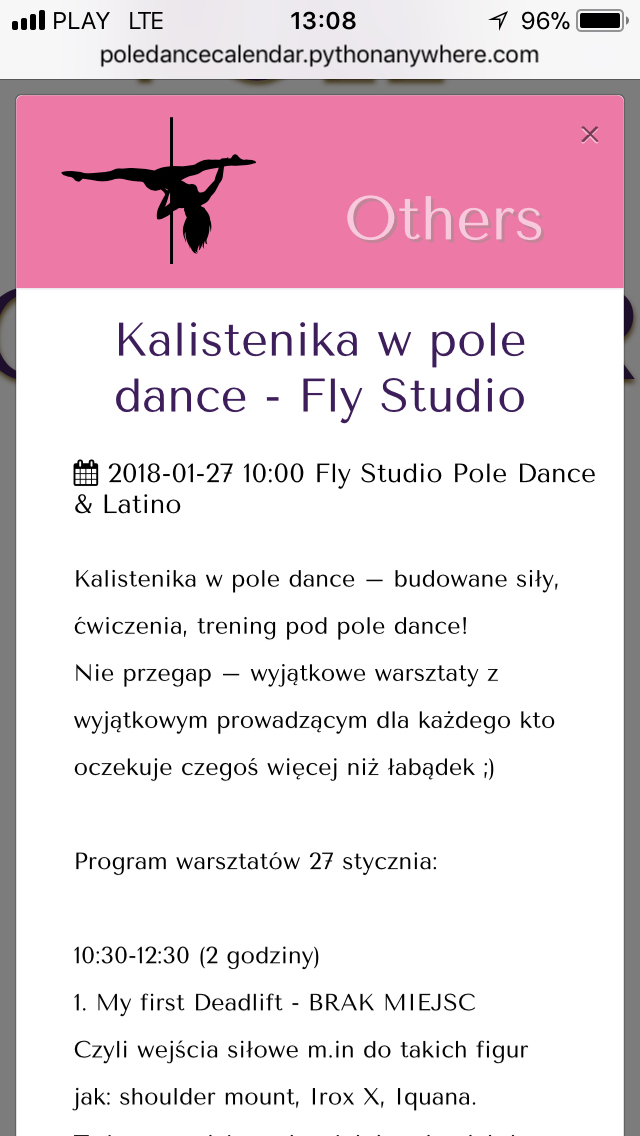 PLAY LTE 13:08 96%
poledancecalendar.pythonanywhere.com
×
Others
Kalistenika w pole
dance - Fly Studio
2018-01-27 10:00 Fly Studio Pole Dance
& Latino
Kalistenika w pole dance – budowane siły,
ćwiczenia, trening pod pole dance!
Nie przegap – wyjątkowe warsztaty z
wyjątkowym prowadzącym dla każdego kto
oczekuje czegoś więcej niż łabądek ;)
Program warsztatów 27 stycznia:
10:30-12:30 (2 godziny)
1. My first Deadlift - BRAK MIEJSC
Czyli wejścia siłowe m.in do takich figur
jak: shoulder mount, Irox X, Iquana.